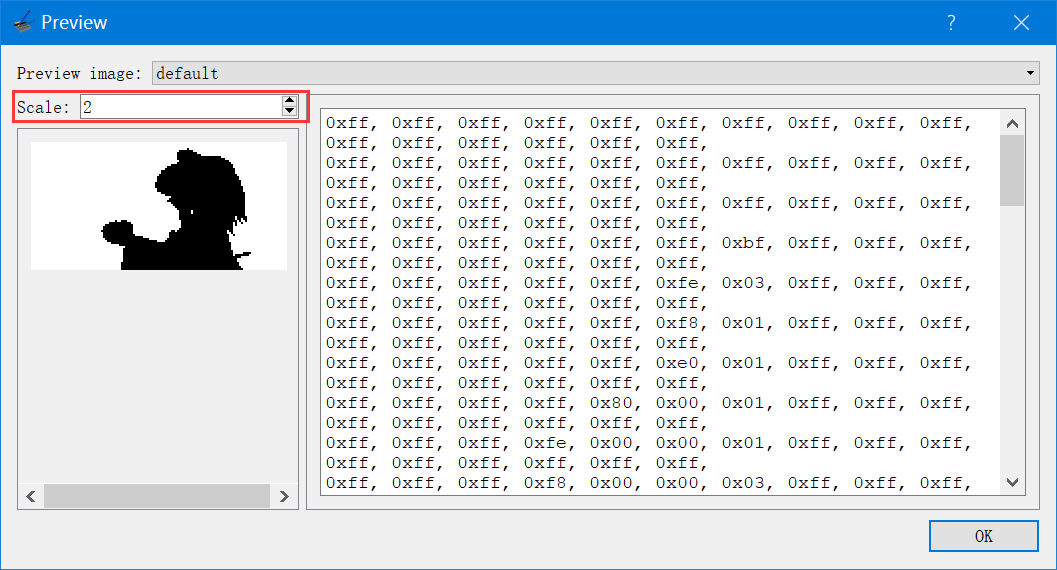 Preview
?
Preview image: default
Scale: 2
0xff, 0xff, 0xff, 0xff, 0xff, 0xff, 0xff, 0xff, 0xff, 0xff,
0xff, 0xff, 0xff, 0xff, 0xff, 0xff,
0xff, 0xff, 0xff, 0xff, 0xff, 0xff, 0xff, 0xff, 0xff, 0xff,
0xff, 0xff, 0xff, 0xff, 0xff, 0xff,
0xff, 0xff, 0xff, 0xff, 0xff, 0xff, 0xff, 0xff, 0xff, 0xff,
0xff, 0xff, 0xff, 0xff, 0xff, 0xff,
0xff, 0xff, 0xff, 0xff, 0xff, 0xff, 0xbf, 0xff, 0xff, 0xff,
0xff, 0xff, 0xff, 0xff, 0xff, 0xff,
0xff, 0xff, 0xff, 0xff, 0xff, 0xfe, 0x03, 0xff, 0xff, 0xff,
0xff, 0xff, 0xff, 0xff, 0xff, 0xff,
0xff, 0xff, 0xff, 0xff, 0xff, 0xf8, 0x01, 0xff, 0xff, 0xff,
0xff, 0xff, 0xff, 0xff, 0xff, 0xff,
0xff, 0xff, 0xff, 0xff, 0xff, 0xe0, 0x01, 0xff, 0xff, 0xff,
0xff, 0xff, 0xff, 0xff, 0xff, 0xff,
0xff, 0xff, 0xff, 0xff, 0x80, 0x00, 0x01, 0xff, 0xff, 0xff,
0xff, 0xff, 0xff, 0xff, 0xff, 0xff,
0xff, 0xff, 0xff, 0xfe, 0x00, 0x00, 0x01, 0xff, 0xff, 0xff,
0xff, 0xff, 0xff, 0xff, 0xff, 0xff,
0xff, 0xff, 0xff, 0xf8, 0x00, 0x00, 0x03, 0xff, 0xff, 0xff,
OK